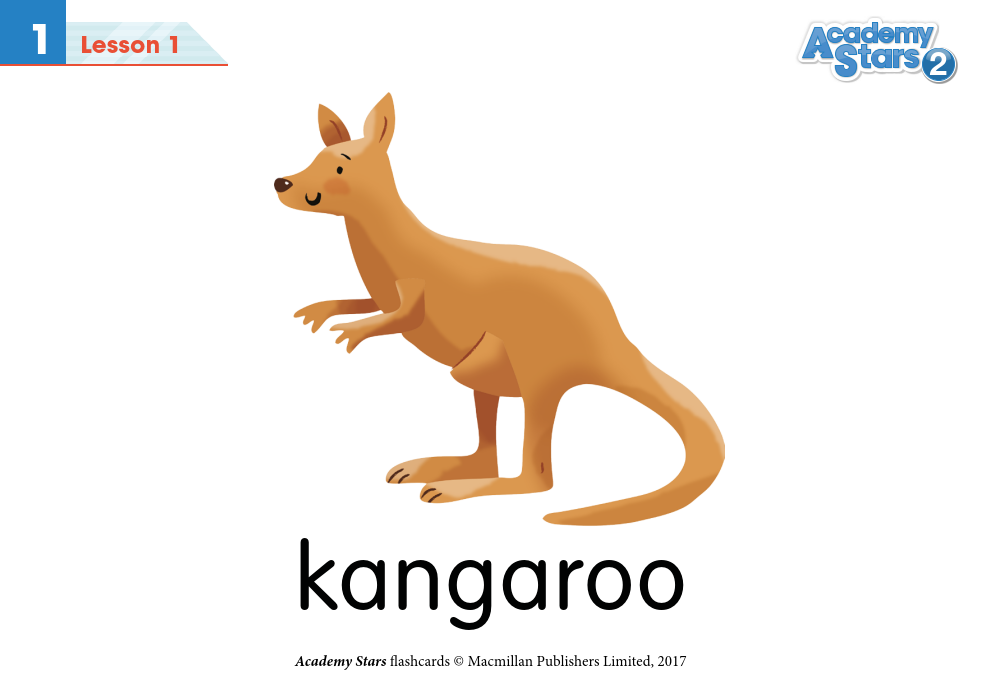 1
Lesson 1
Academy
Stars 2
kangaroo
Academy Stars flashcards © Macmillan Publishers Limited, 2017